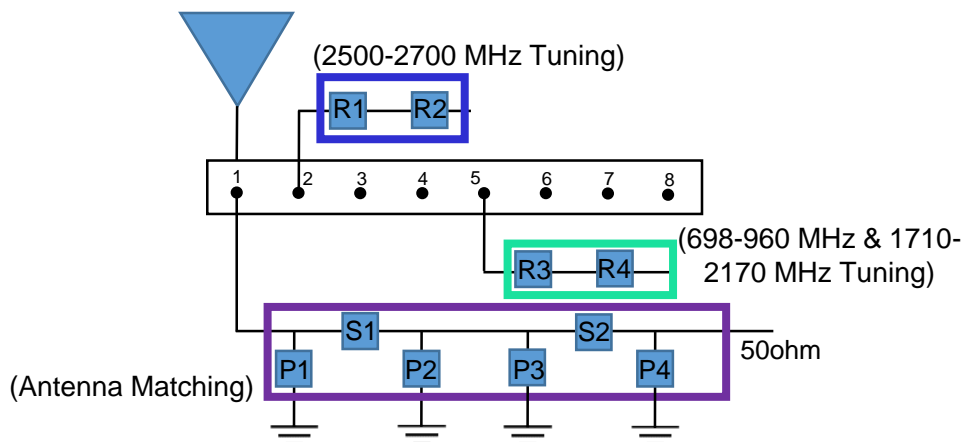 (2500-2700 MHz Tuning)
R1 R2
1 2 3 4 5 6 7 8
(698-960 MHz & 1710-
2170 MHz Tuning)
R3 R4
S1 S2
50ohm
P1 P2 P3 P4
(Antenna Matching)